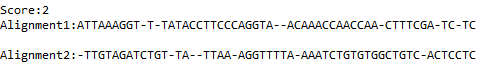 Score:2
Alignment1:ATTAAAGGT-T-TATACCTTCCCAGGTA--ACAAACCAACCAA-CTTTCGA-TC-TC
Alignment2:-TTGTAGATCTGT-TA--TTAA-AGGTTTTA-AAATCTGTGTGGCTGTC-ACTCCTC